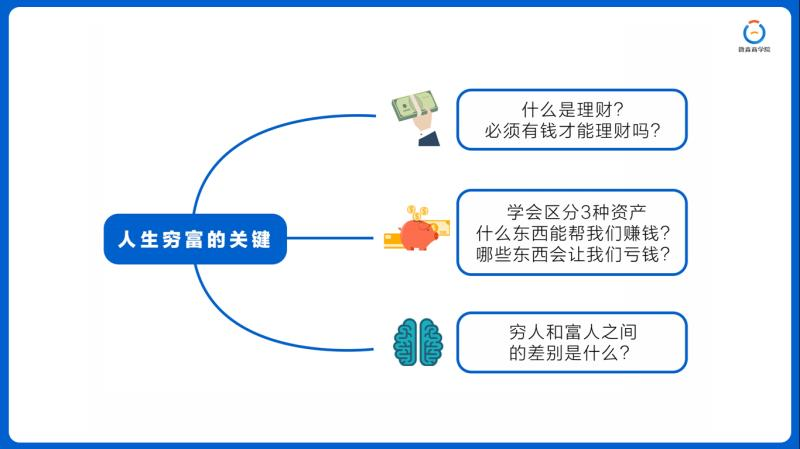 人生穷富的关键
什么是理财？
必须有钱才能理财吗？
学会区分3种资产
什么东西能帮我们赚钱？
哪些东西会让我们亏钱？
穷人和富人之间
的差别是什么？